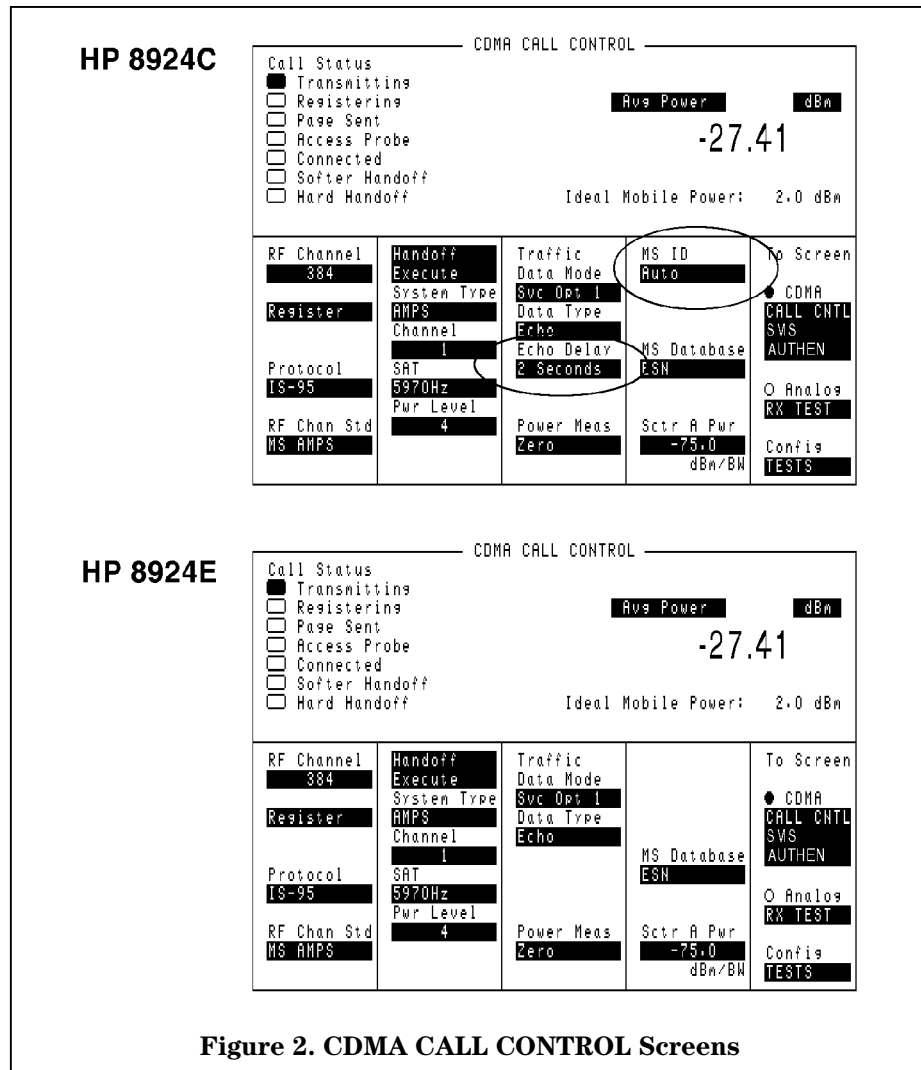 HP 8924C
CDMA CALL CONTROL
Call Status
Transmitting
Registering
Page Sent
Access Probe
Connected
Softer Handoff
Hard Handoff
Avg Power dBm
-27.41
Ideal Mobile Power: 2.0 dBm
RF Channel
384
Register
Protocol
IS-95
RF Chan Std
MS AMPS
Handoff
Execute
System Type
AMPS
Channel
1
SAT
5970Hz
Pwr Level
4
Traffic
Data Mode
Svc Opt 1
Data Type
Echo
Echo Delay
2 Seconds
Power Meas
Zero
MS ID
Auto
MS Database
ESN
Sctr A Pwr
-75.0
dBm/BW
To Screen
CDMA
CALL CNTL
SMS
AUTHEN
Analog
RX TEST
Config
TESTS
HP 8924E
CDMA CALL CONTROL
Call Status
Transmitting
Registering
Page Sent
Access Probe
Connected
Softer Handoff
Hard Handoff
Avg Power dBm
-27.41
Ideal Mobile Power: 2.0 dBm
RF Channel
384
Register
Protocol
IS-95
RF Chan Std
MS AMPS
Handoff
Execute
System Type
AMPS
Channel
1
SAT
5970Hz
Pwr Level
4
Traffic
Data Mode
Svc Opt 1
Data Type
Echo
Power Meas
Zero
MS Database
ESN
Sctr A Pwr
-75.0
dBm/BW
To Screen
CDMA
CALL CNTL
SMS
AUTHEN
Analog
RX TEST
Config
TESTS
Figure 2. CDMA CALL CONTROL Screens